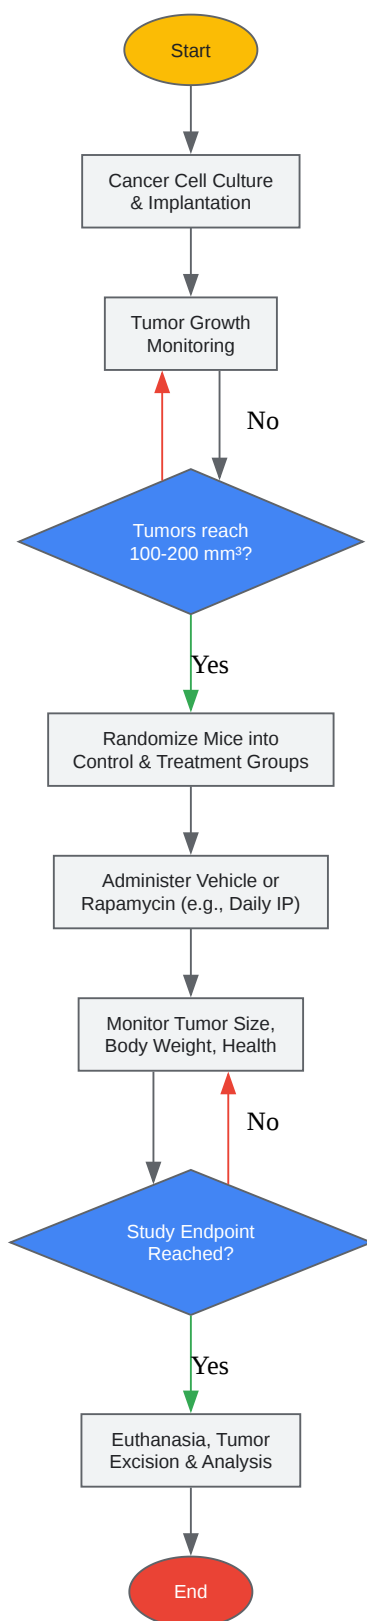 Start
Cancer Cell Culture
& Implantation
Tumor Growth
Monitoring
No
Tumors reach
100-200 mm³?
Yes
Randomize Mice into
Control & Treatment Groups
Administer Vehicle or
Rapamycin (e.g., Daily IP)
Monitor Tumor Size,
Body Weight, Health
No
Study Endpoint
Reached?
Yes
Euthanasia, Tumor
Excision & Analysis
End